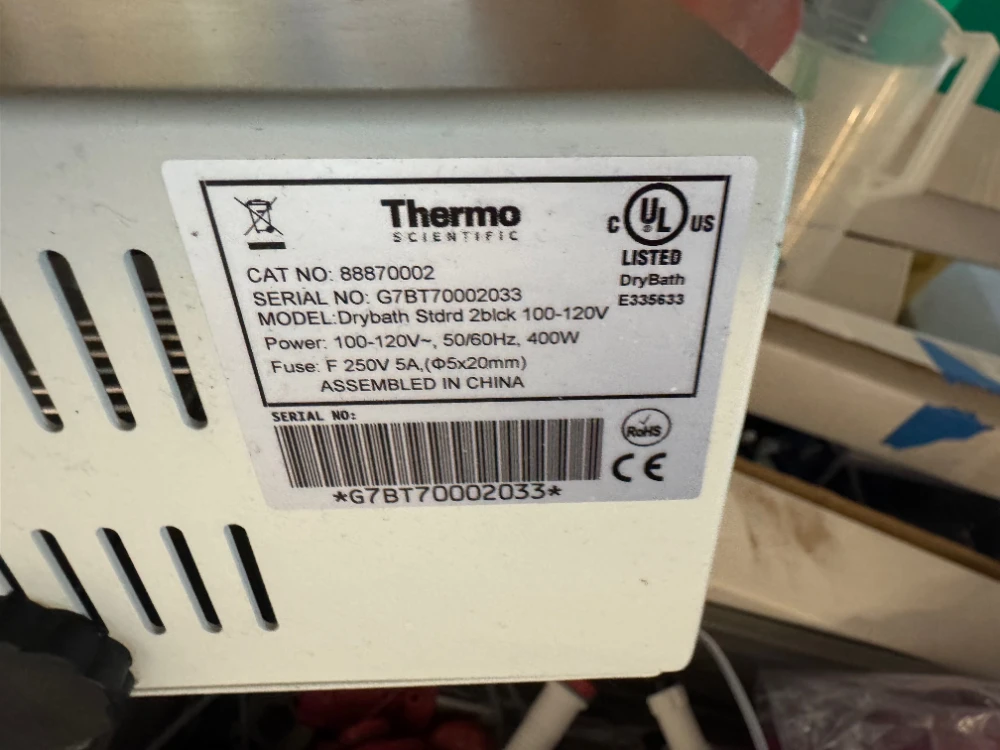 Thermo
SCIENTIFIC
C UL US
®
LISTED
DryBath
E335633
CAT NO: 88870002
SERIAL NO: G7BT70002033
MODEL:Drybath Stdrd 2blck 100-120V
Power: 100-120V~, 50/60Hz, 400W
Fuse: F 250V 5A,(Φ5x20mm)
ASSEMBLED IN CHINA
SERIAL NO:
*G7BT70002033*
RoHS
CE